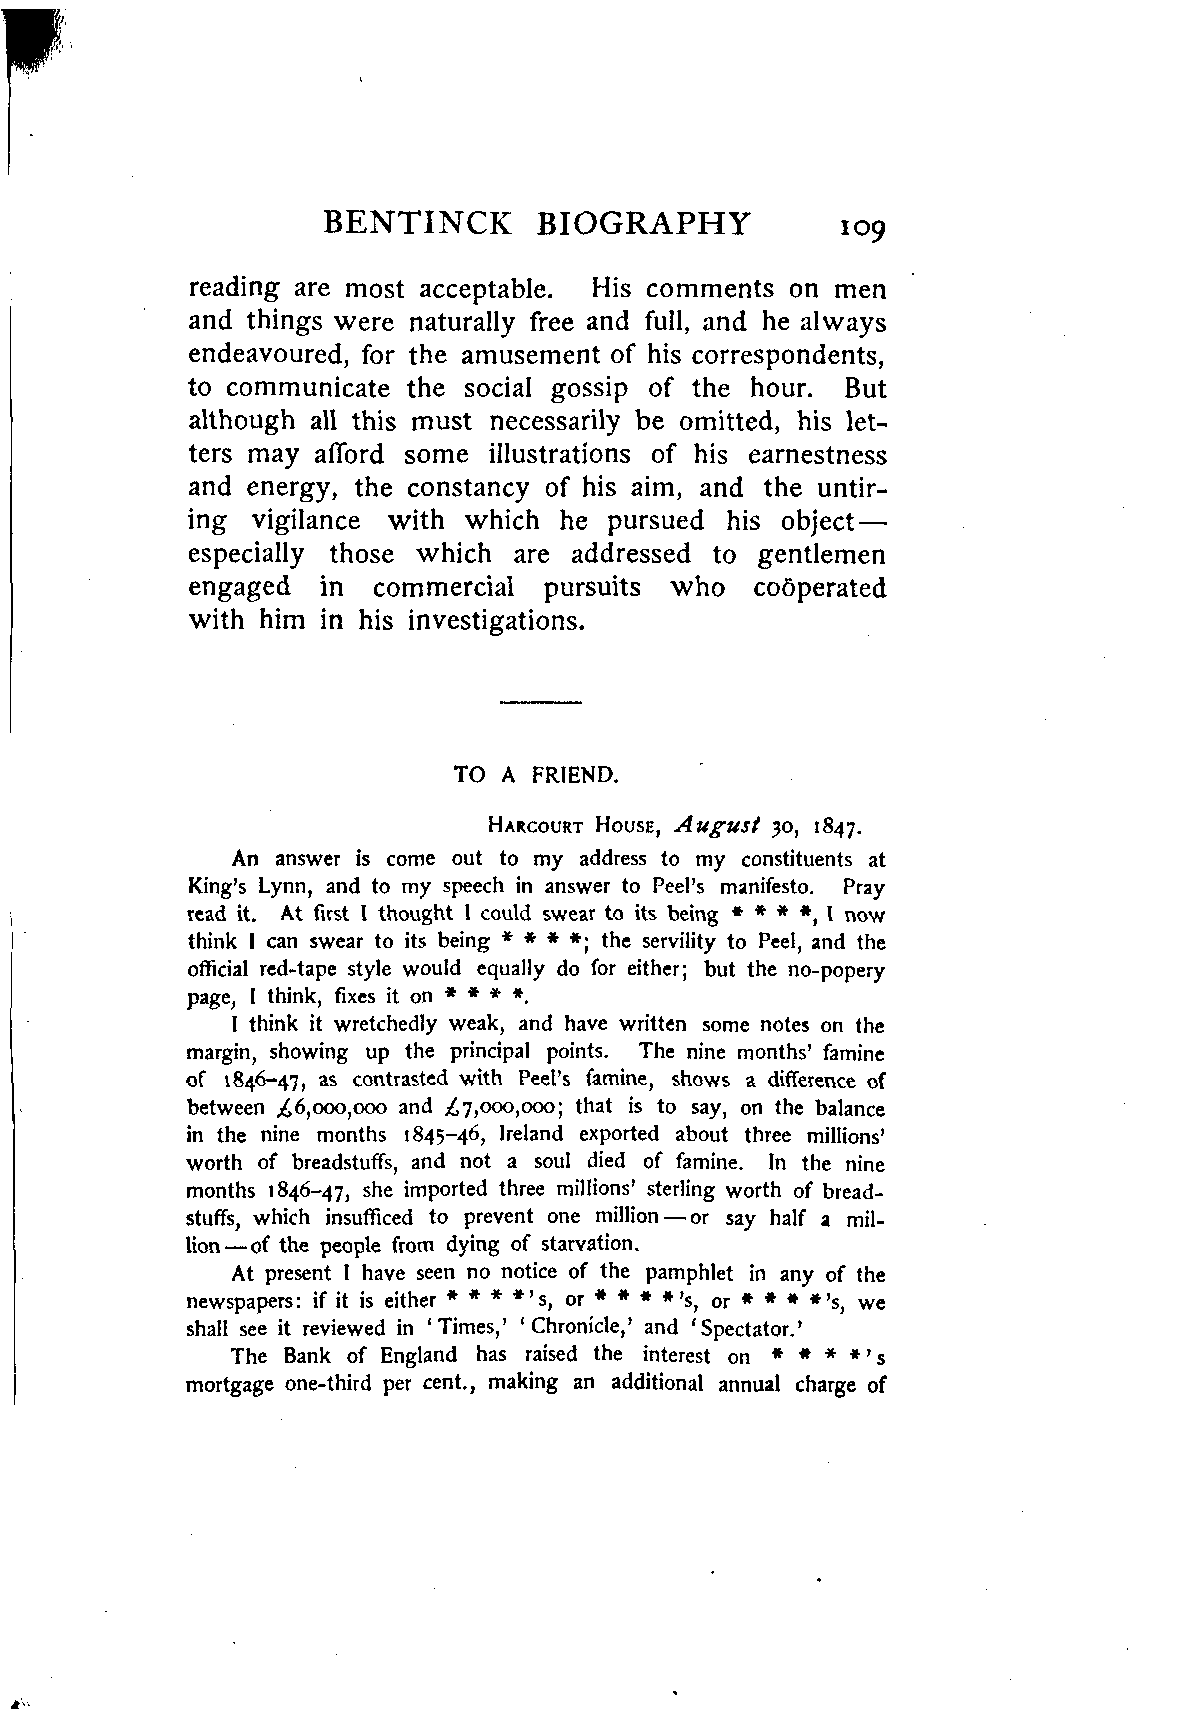 BENTINCK BIOGRAPHY 109
reading are most acceptable. His comments on men
and things were naturally free and full, and he always
endeavoured, for the amusement of his correspondents,
to communicate the social gossip of the hour. But
although all this must necessarily be omitted, his let-
ters may afford some illustrations of his earnestness
and energy, the constancy of his aim, and the untir-
ing vigilance with which he pursued his object—
especially those which are addressed to gentlemen
engaged in commercial pursuits who coöperated
with him in his investigations.
TO A FRIEND.
HARCOURT HOUSE, August 30, 1847.
An answer is come out to my address to my constituents at
King's Lynn, and to my speech in answer to Peel's manifesto. Pray
read it. At first I thought I could swear to its being * * * *, I now
think I can swear to its being * * * *; the servility to Peel, and the
official red-tape style would equally do for either; but the no-popery
page, I think, fixes it on * * * *.
I think it wretchedly weak, and have written some notes on the
margin, showing up the principal points. The nine months' famine
of 1846–47, as contrasted with Peel's famine, shows a difference of
between £6,000,000 and £7,000,000; that is to say, on the balance
in the nine months 1845–46, Ireland exported about three millions'
worth of breadstuffs, and not a soul died of famine. In the nine
months 1846–47, she imported three millions' sterling worth of bread-
stuffs, which insufficed to prevent one million—or say half a mil-
lion—of the people from dying of starvation.
At present I have seen no notice of the pamphlet in any of the
newspapers: if it is either * * * *'s, or * * * *'s, or * * * *'s, we
shall see it reviewed in 'Times,' 'Chronicle,' and 'Spectator.'
The Bank of England has raised the interest on * * * *'s
mortgage one-third per cent., making an additional annual charge of